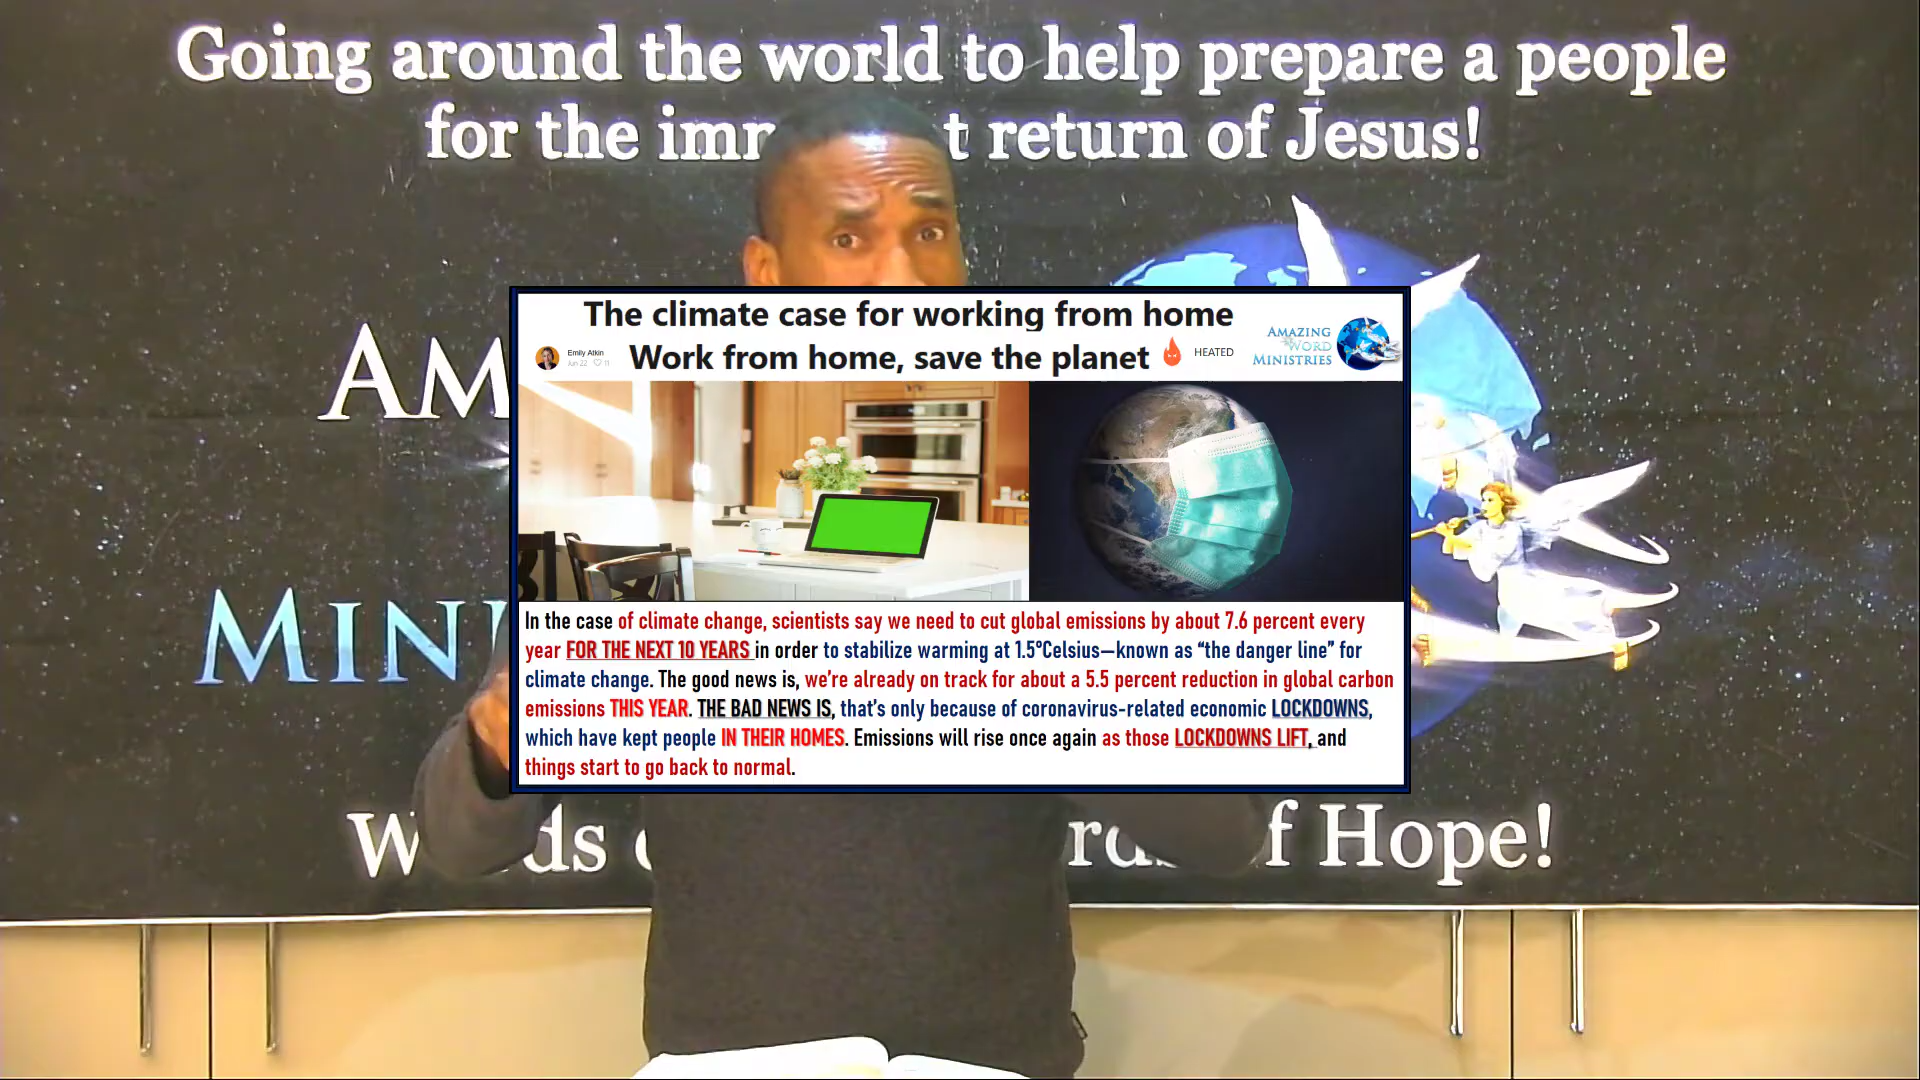 Going around the world to help prepare a people
for the imm t return of Jesus!
AM
MINI
The climate case for working from home
Emily Atkin
Jun 22 11
Work from home, save the planet
HEATED
AMAZING
WORD
MINISTRIES
In the case of climate change, scientists say we need to cut global emissions by about 7.6 percent every
year FOR THE NEXT 10 YEARS in order to stabilize warming at 1.5°Celsius—known as “the danger line” for
climate change. The good news is, we’re already on track for about a 5.5 percent reduction in global carbon
emissions THIS YEAR. THE BAD NEWS IS, that’s only because of coronavirus-related economic LOCKDOWNS,
which have kept people IN THEIR HOMES. Emissions will rise once again as those LOCKDOWNS LIFT, and
things start to go back to normal.
f Hope!